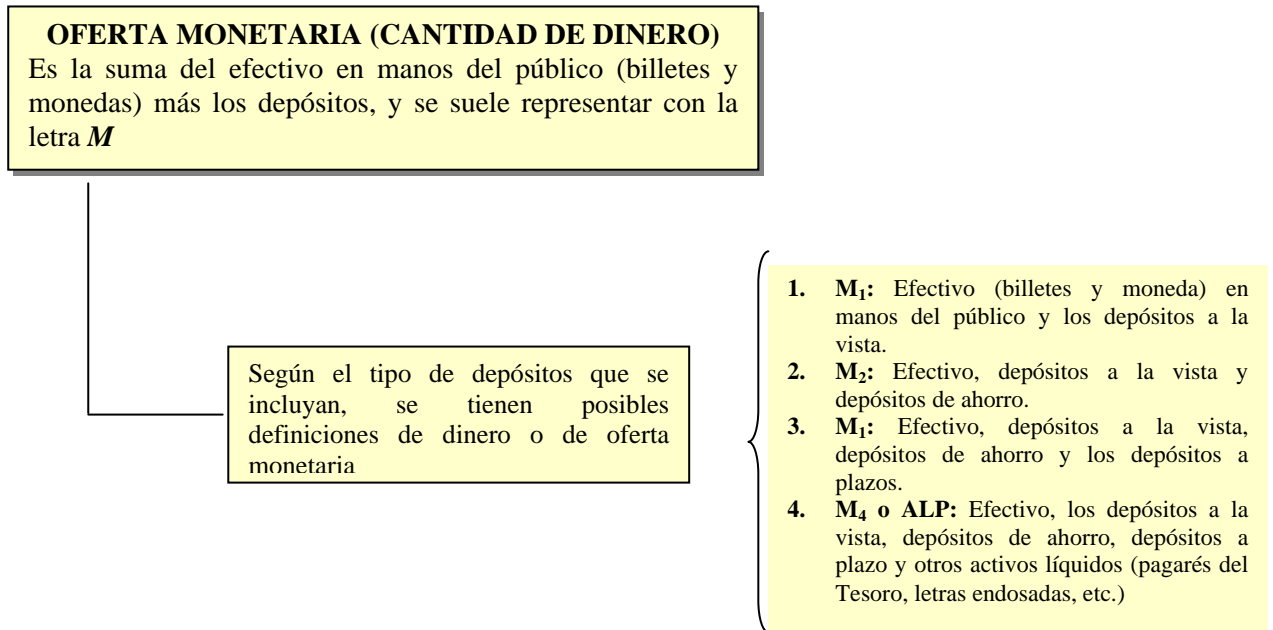 OFERTA MONETARIA (CANTIDAD DE DINERO)
Es la suma del efectivo en manos del público (billetes y
monedas) más los depósitos, y se suele representar con la
letra M
Según el tipo de depósitos que se
incluyan, se tienen posibles
definiciones de dinero o de oferta
monetaria
1. M₁: Efectivo (billetes y moneda) en
manos del público y los depósitos a la
vista.
2. M₂: Efectivo, depósitos a la vista y
depósitos de ahorro.
3. M₁: Efectivo, depósitos a la vista,
depósitos de ahorro y los depósitos a
plazos.
4. M₄ o ALP: Efectivo, los depósitos a la
vista, depósitos de ahorro, depósitos a
plazo y otros activos líquidos (pagarés del
Tesoro, letras endosadas, etc.)